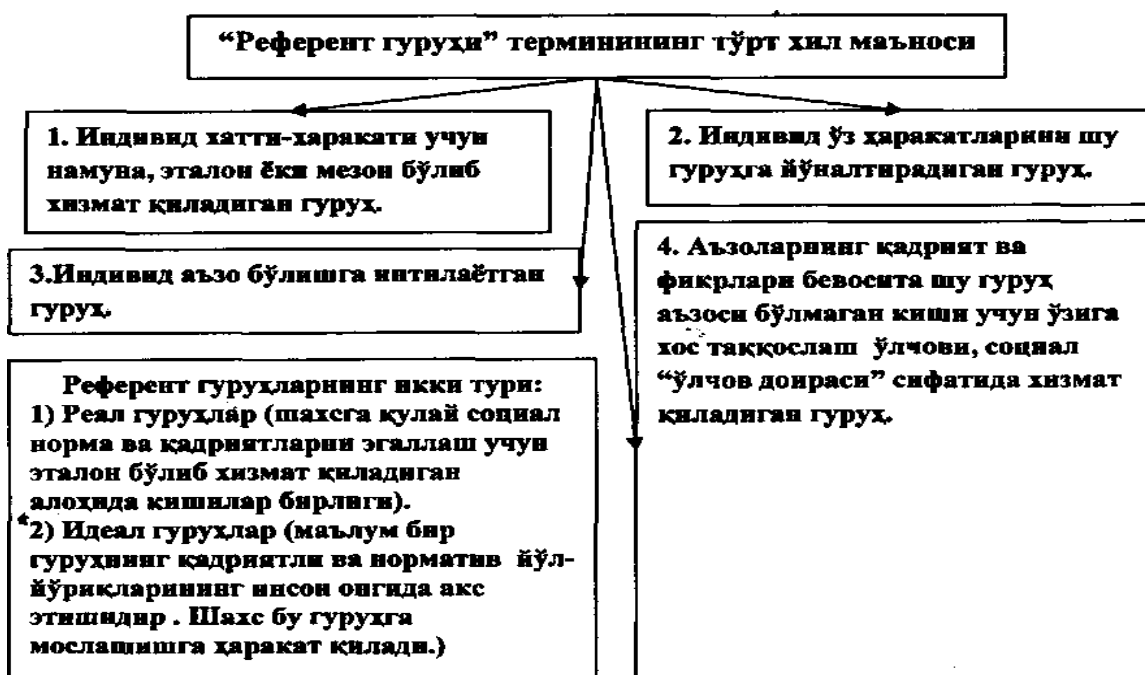 “Референт гуруҳи” терминининг тўрт хил маъноси
1. Индивид хатти-ҳаракати учун
намуна, эталон ёки мезон бўлиб
хизмат қиладиган гуруҳ.
2. Индивид ўз ҳаракатларини шу
гуруҳга йўналтирадиган гуруҳ.
3.Индивид аъзо бўлишга интилаётган
гуруҳ.
4. Аъзоларнинг қадрият ва
фикрлари бевосита шу гуруҳ
аъзоси бўлмаган киши учун ўзига
хос таққослаш ўлчови, социал
“ўлчов доираси” сифатида хизмат
қиладиган гуруҳ.
Референт гуруҳларнинг икки тури:
1) Реал гуруҳлар (шахсга қулай социал
норма ва қадриятларни эгаллаш учун
эталон бўлиб хизмат қиладиган
алоҳида кишилар бирлиги).
2) Идеал гуруҳлар (маълум бир
гуруҳнинг қадриятли ва норматив йўл-
йўриқларининг инсон онгида акс
этишидир . Шахс бу гуруҳга
мослашишга ҳаракат қилади.)